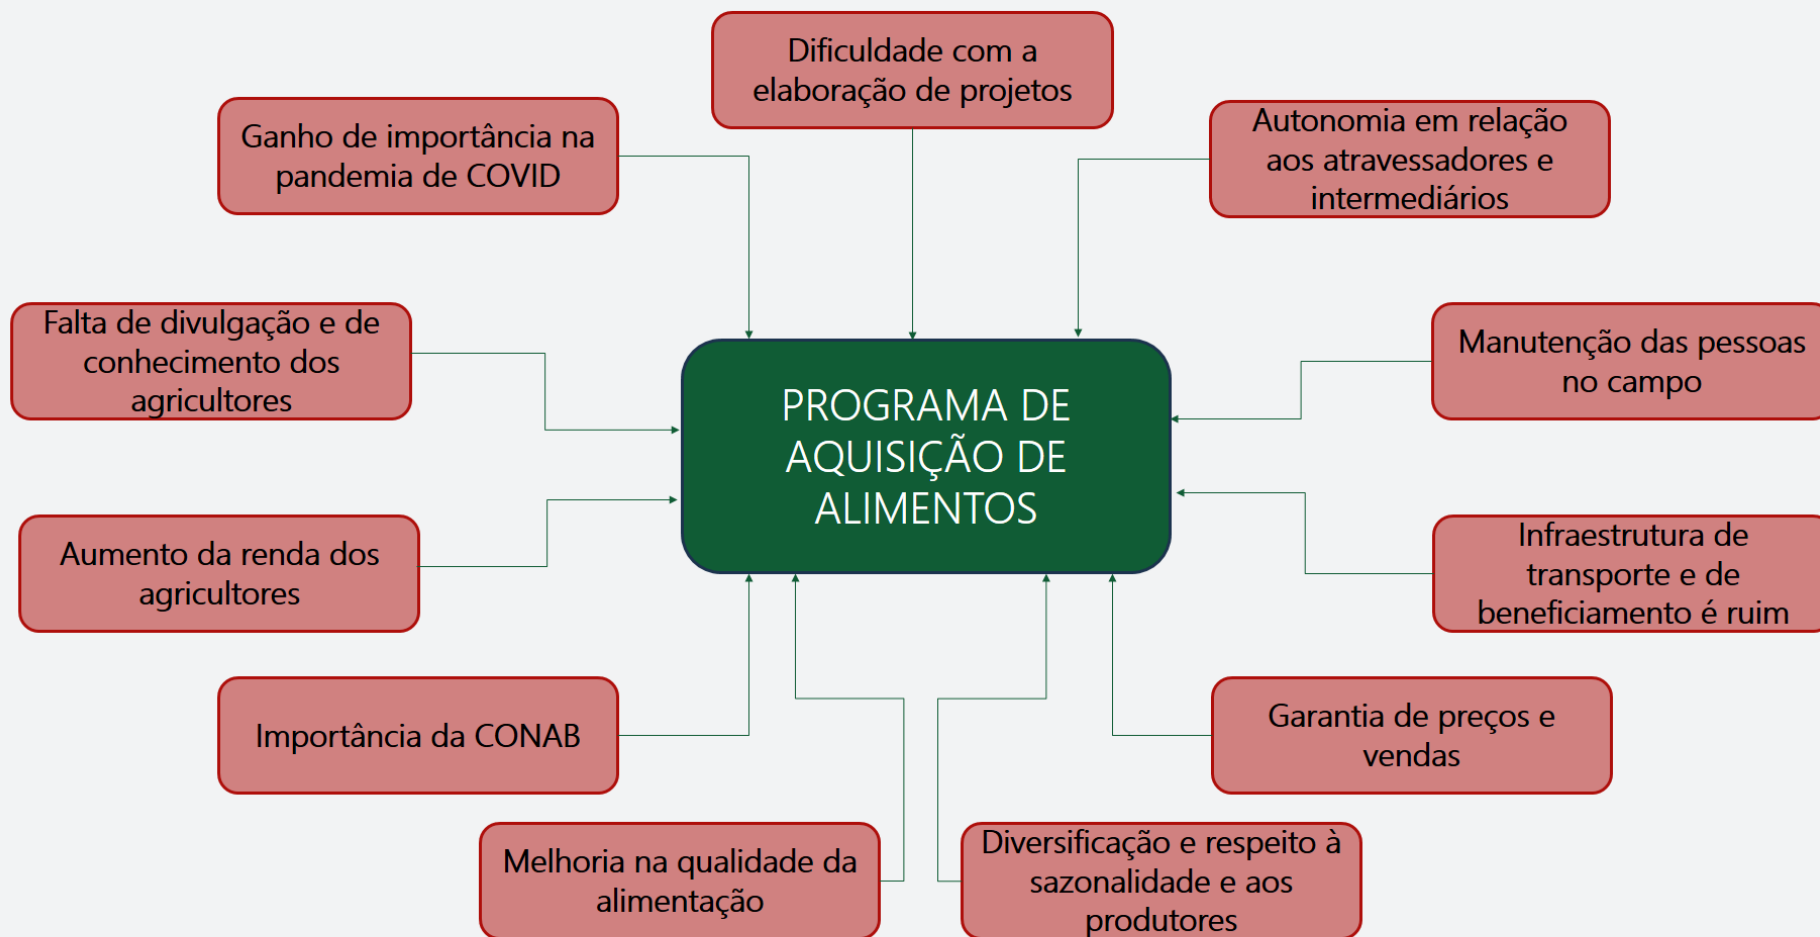 Dificuldade com a
elaboração de projetos
Ganho de importância na
pandemia de COVID
Autonomia em relação
aos atravessadores e
intermediários
Falta de divulgação e de
conhecimento dos
agricultores
Manutenção das pessoas
no campo
PROGRAMA DE
AQUISIÇÃO DE
ALIMENTOS
Aumento da renda dos
agricultores
Infraestrutura de
transporte e de
beneficiamento é ruim
Importância da CONAB
Garantia de preços e
vendas
Melhoria na qualidade da
alimentação
Diversificação e respeito à
sazonalidade e aos
produtores